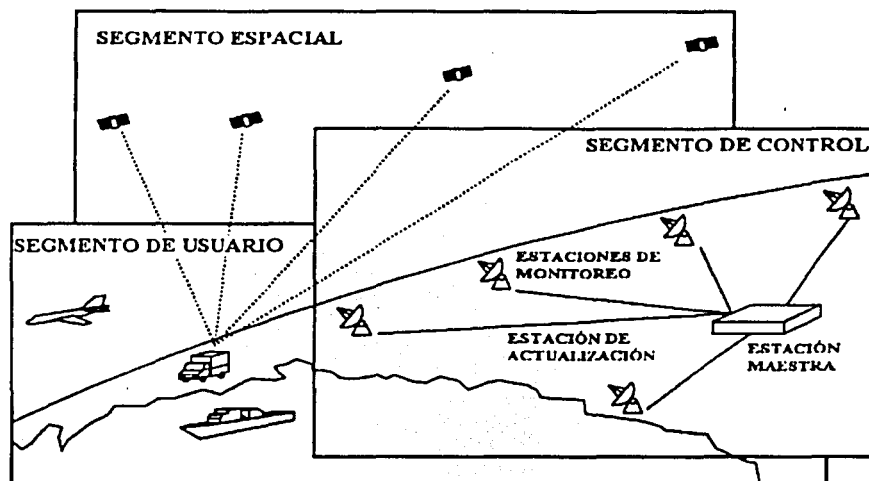 SEGMENTO ESPACIAL
SEGMENTO DE CONTROL
SEGMENTO DE USUARIO
ESTACIONES DE
MONITOREO
ESTACIÓN DE
ACTUALIZACIÓN
ESTACIÓN
MAESTRA